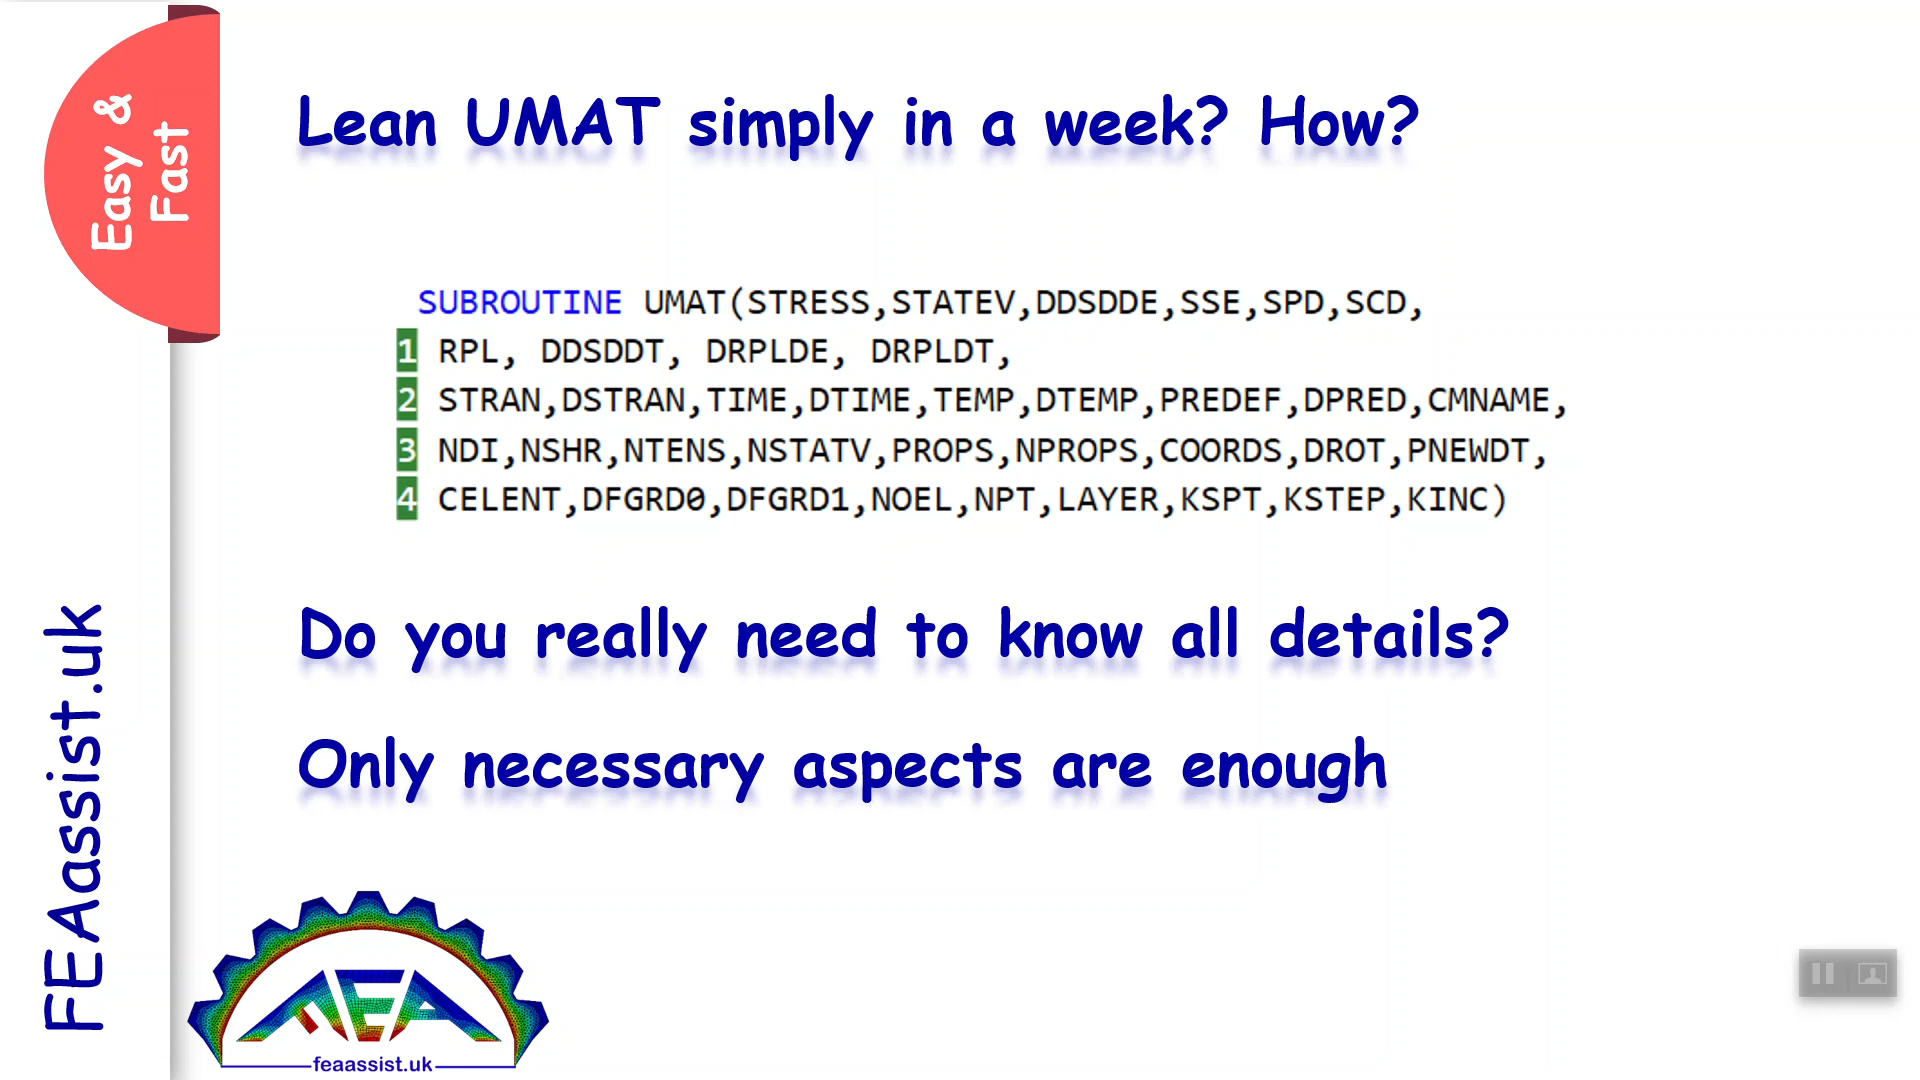 Easy &
Fast
Lean UMAT simply in a week? How?
SUBROUTINE UMAT(STRESS,STATEV,DDSDDE,SSE,SPD,SCD,
1 RPL, DDSDDT, DRPLDE, DRPLDT,
2 STRAN,DSTRAN,TIME,DTIME,TEMP,DTEMP,PREDEF,DPRED,CMNAME,
3 NDI,NSHR,NTENS,NSTATV,PROPS,NPROPS,COORDS,DROT,PNEWDT,
4 CELENT,DFGRD0,DFGRD1,NOEL,NPT,LAYER,KSPT,KSTEP,KINC)
Do you really need to know all details?
Only necessary aspects are enough
FEAassist.uk
FEA
feaassist.uk